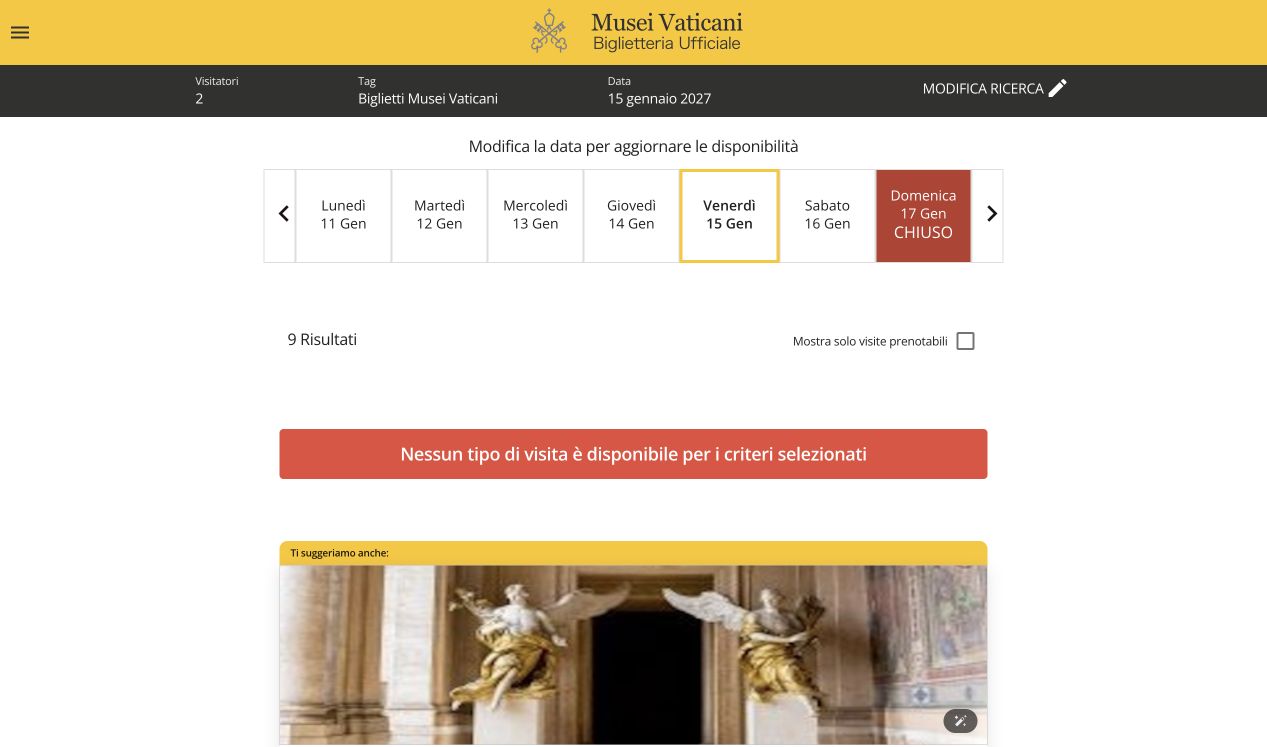 Musei Vaticani
Biglietteria Ufficiale
Visitatori
2
Tag
Biglietti Musei Vaticani
Data
15 gennaio 2027
MODIFICA RICERCA
Modifica la data per aggiornare le disponibilità
Lunedì
11 Gen
Martedì
12 Gen
Mercoledì
13 Gen
Giovedì
14 Gen
Venerdì
15 Gen
Sabato
16 Gen
Domenica
17 Gen
CHIUSO
9 Risultati
Mostra solo visite prenotabili
Nessun tipo di visita è disponibile per i criteri selezionati
Ti suggeriamo anche: